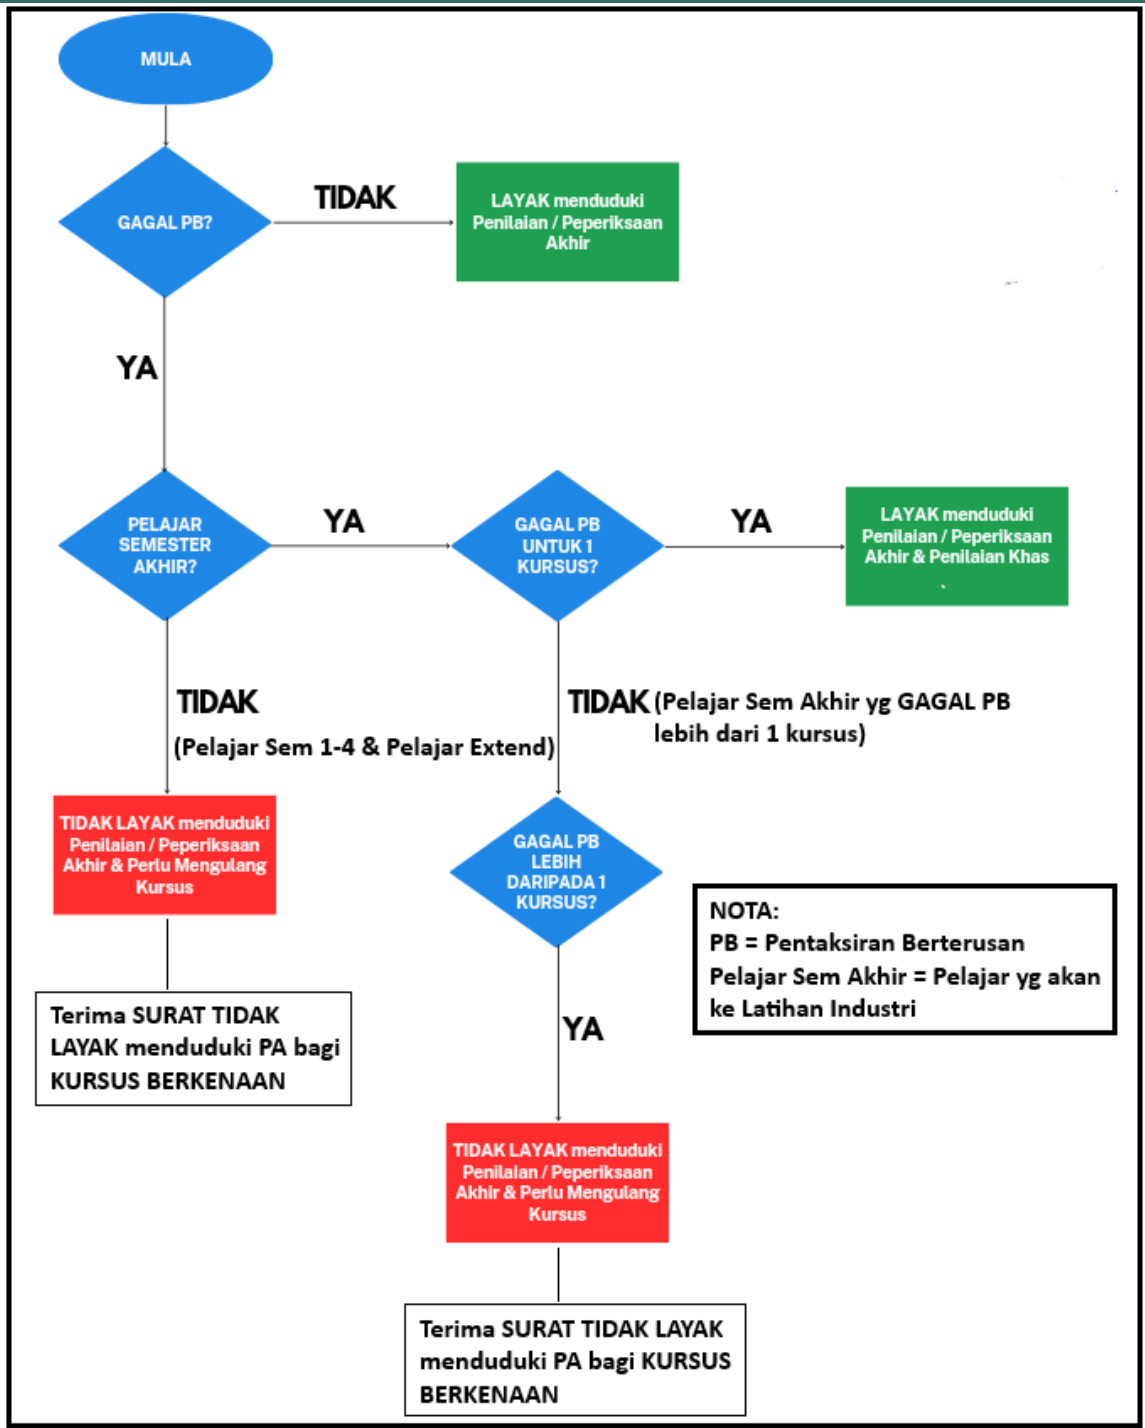 MULA
GAGAL PB?
TIDAK
LAYAK menduduki
Penilaian / Peperiksaan
Akhir
YA
PELAJAR
SEMESTER
AKHIR?
YA
GAGAL PB
UNTUK 1
KURSUS?
YA
LAYAK menduduki
Penilaian / Peperiksaan
Akhir & Penilaian Khas
TIDAK
(Pelajar Sem 1-4 & Pelajar Extend)
TIDAK (Pelajar Sem Akhir yg GAGAL PB
lebih dari 1 kursus)
TIDAK LAYAK menduduki
Penilaian / Peperiksaan
Akhir & Perlu Mengulang
Kursus
GAGAL PB
LEBIH
DARIPADA 1
KURSUS?
NOTA:
PB = Pentaksiran Berterusan
Pelajar Sem Akhir = Pelajar yg akan
ke Latihan Industri
Terima SURAT TIDAK
LAYAK menduduki PA bagi
KURSUS BERKENAAN
YA
TIDAK LAYAK menduduki
Penilaian / Peperiksaan
Akhir & Perlu Mengulang
Kursus
Terima SURAT TIDAK LAYAK
menduduki PA bagi KURSUS
BERKENAAN